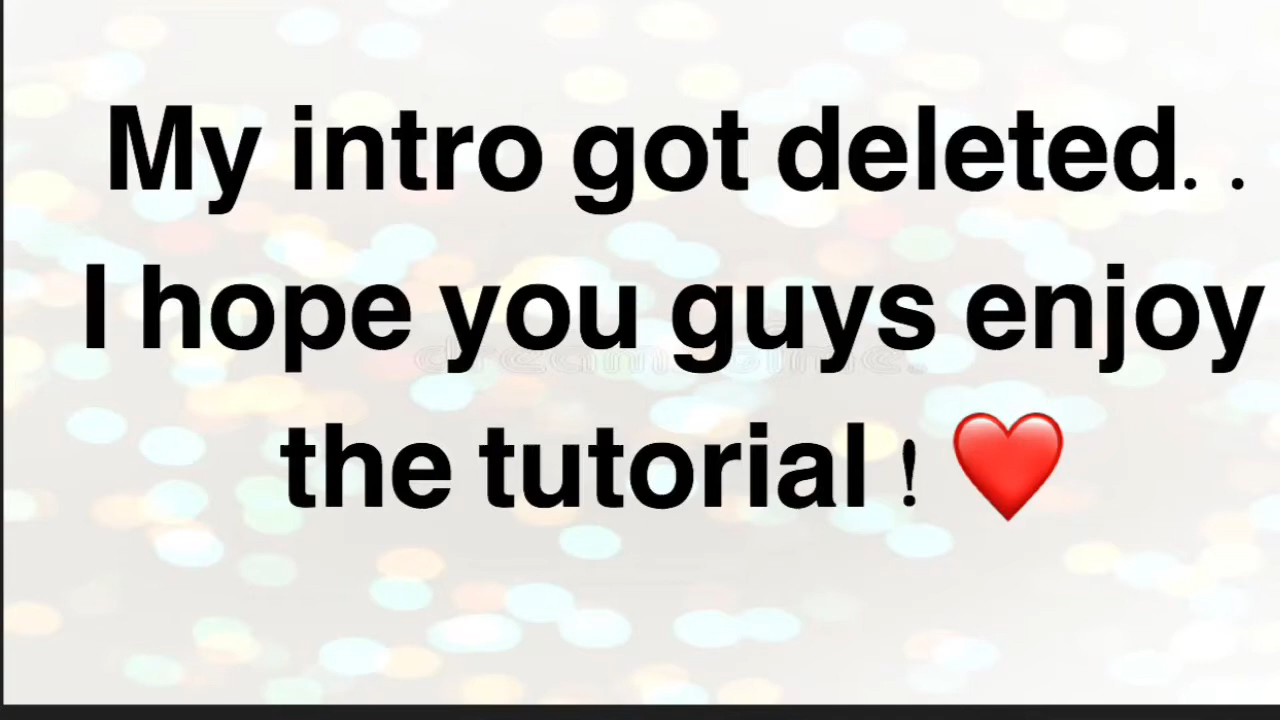 My intro got deleted. .
I hope you guys enjoy
the tutorial ! ❤️